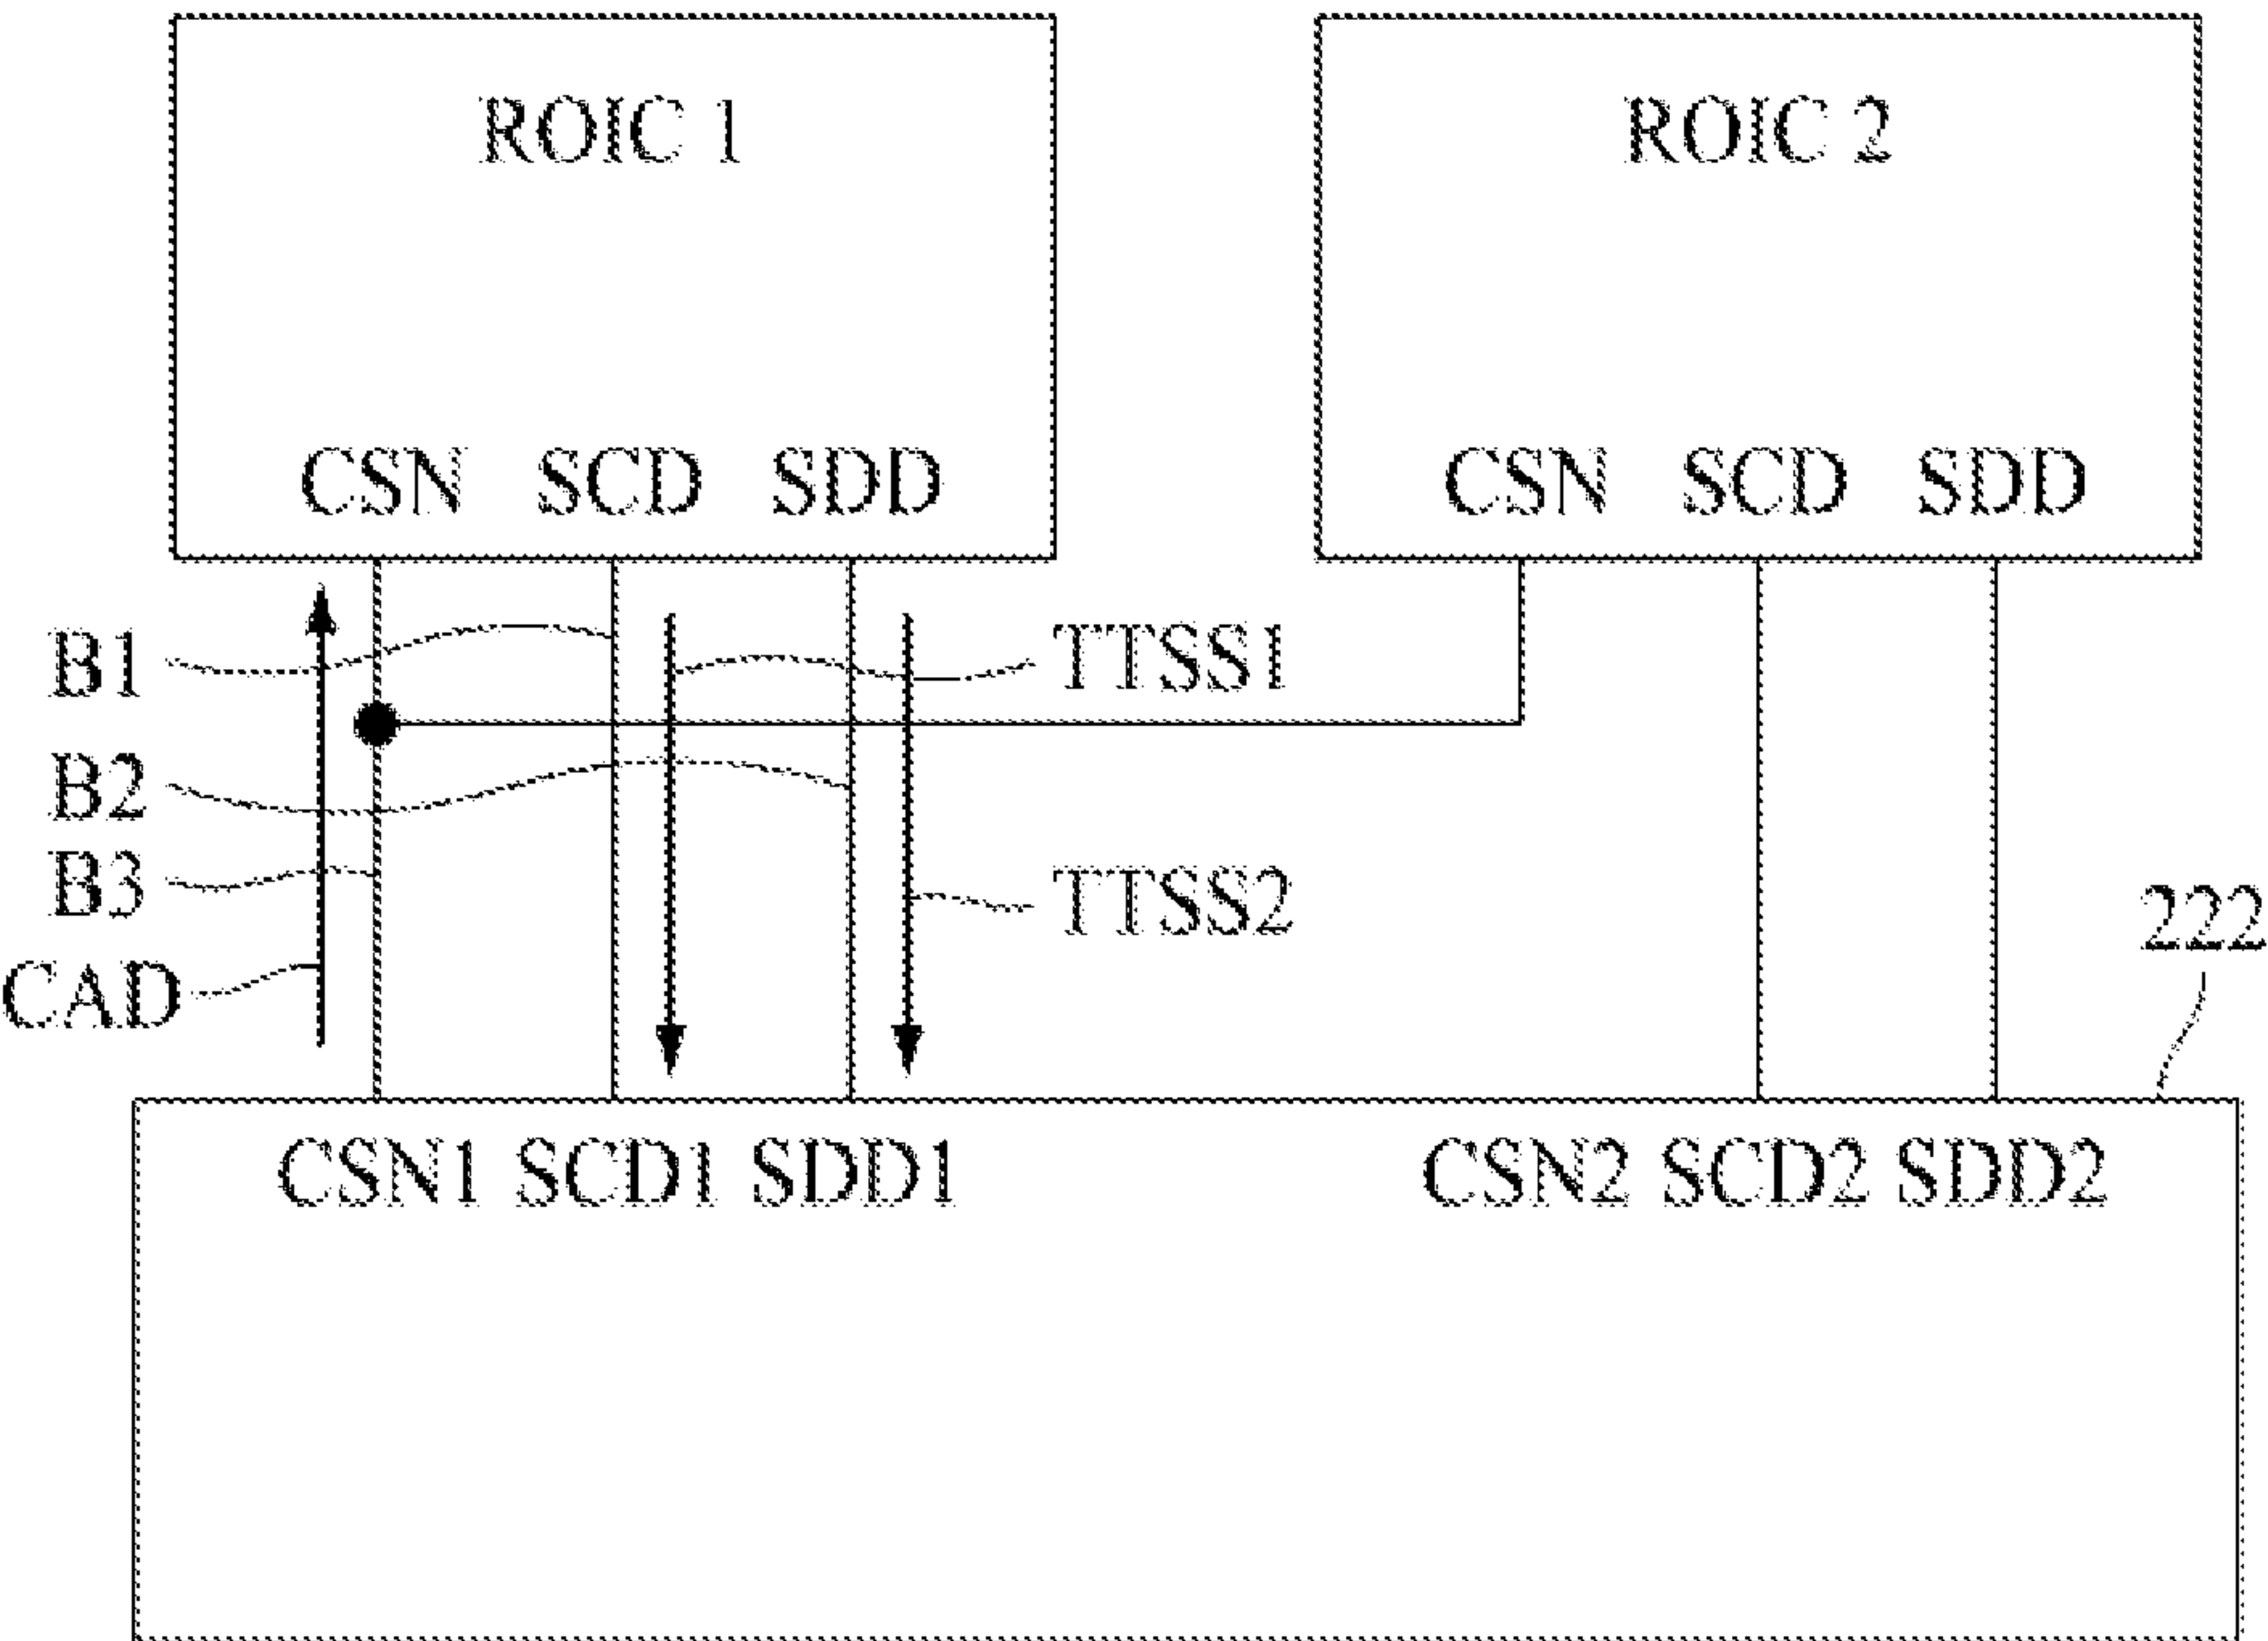 ROIC 1 ROIC 2
CSN SCD SDD CSN SCD SDD
B1 TTSS1
B2
B3 TTSS2
222
CAD
CSN1 SCD1 SDD1 CSN2 SCD2 SDD2